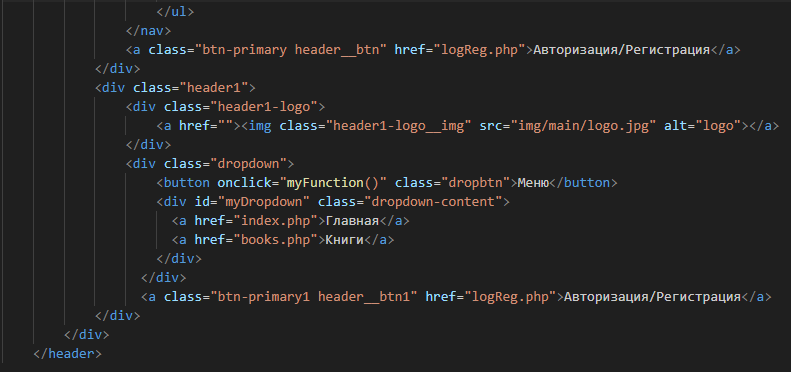 </ul>
</nav>
<a class="btn-primary header__btn" href="logReg.php">Авторизация/Регистрация</a>
</div>
<div class="header1">
<div class="header1-logo">
<a href=""><img class="header1-logo__img" src="img/main/logo.jpg" alt="logo"></a>
</div>
<div class="dropdown">
<button onclick="myFunction()" class="dropbtn">Меню</button>
<div id="myDropdown" class="dropdown-content">
<a href="index.php">Главная</a>
<a href="books.php">Книги</a>
</div>
</div>
<a class="btn-primary1 header__btn1" href="logReg.php">Авторизация/Регистрация</a>
</div>
</div>
</header>